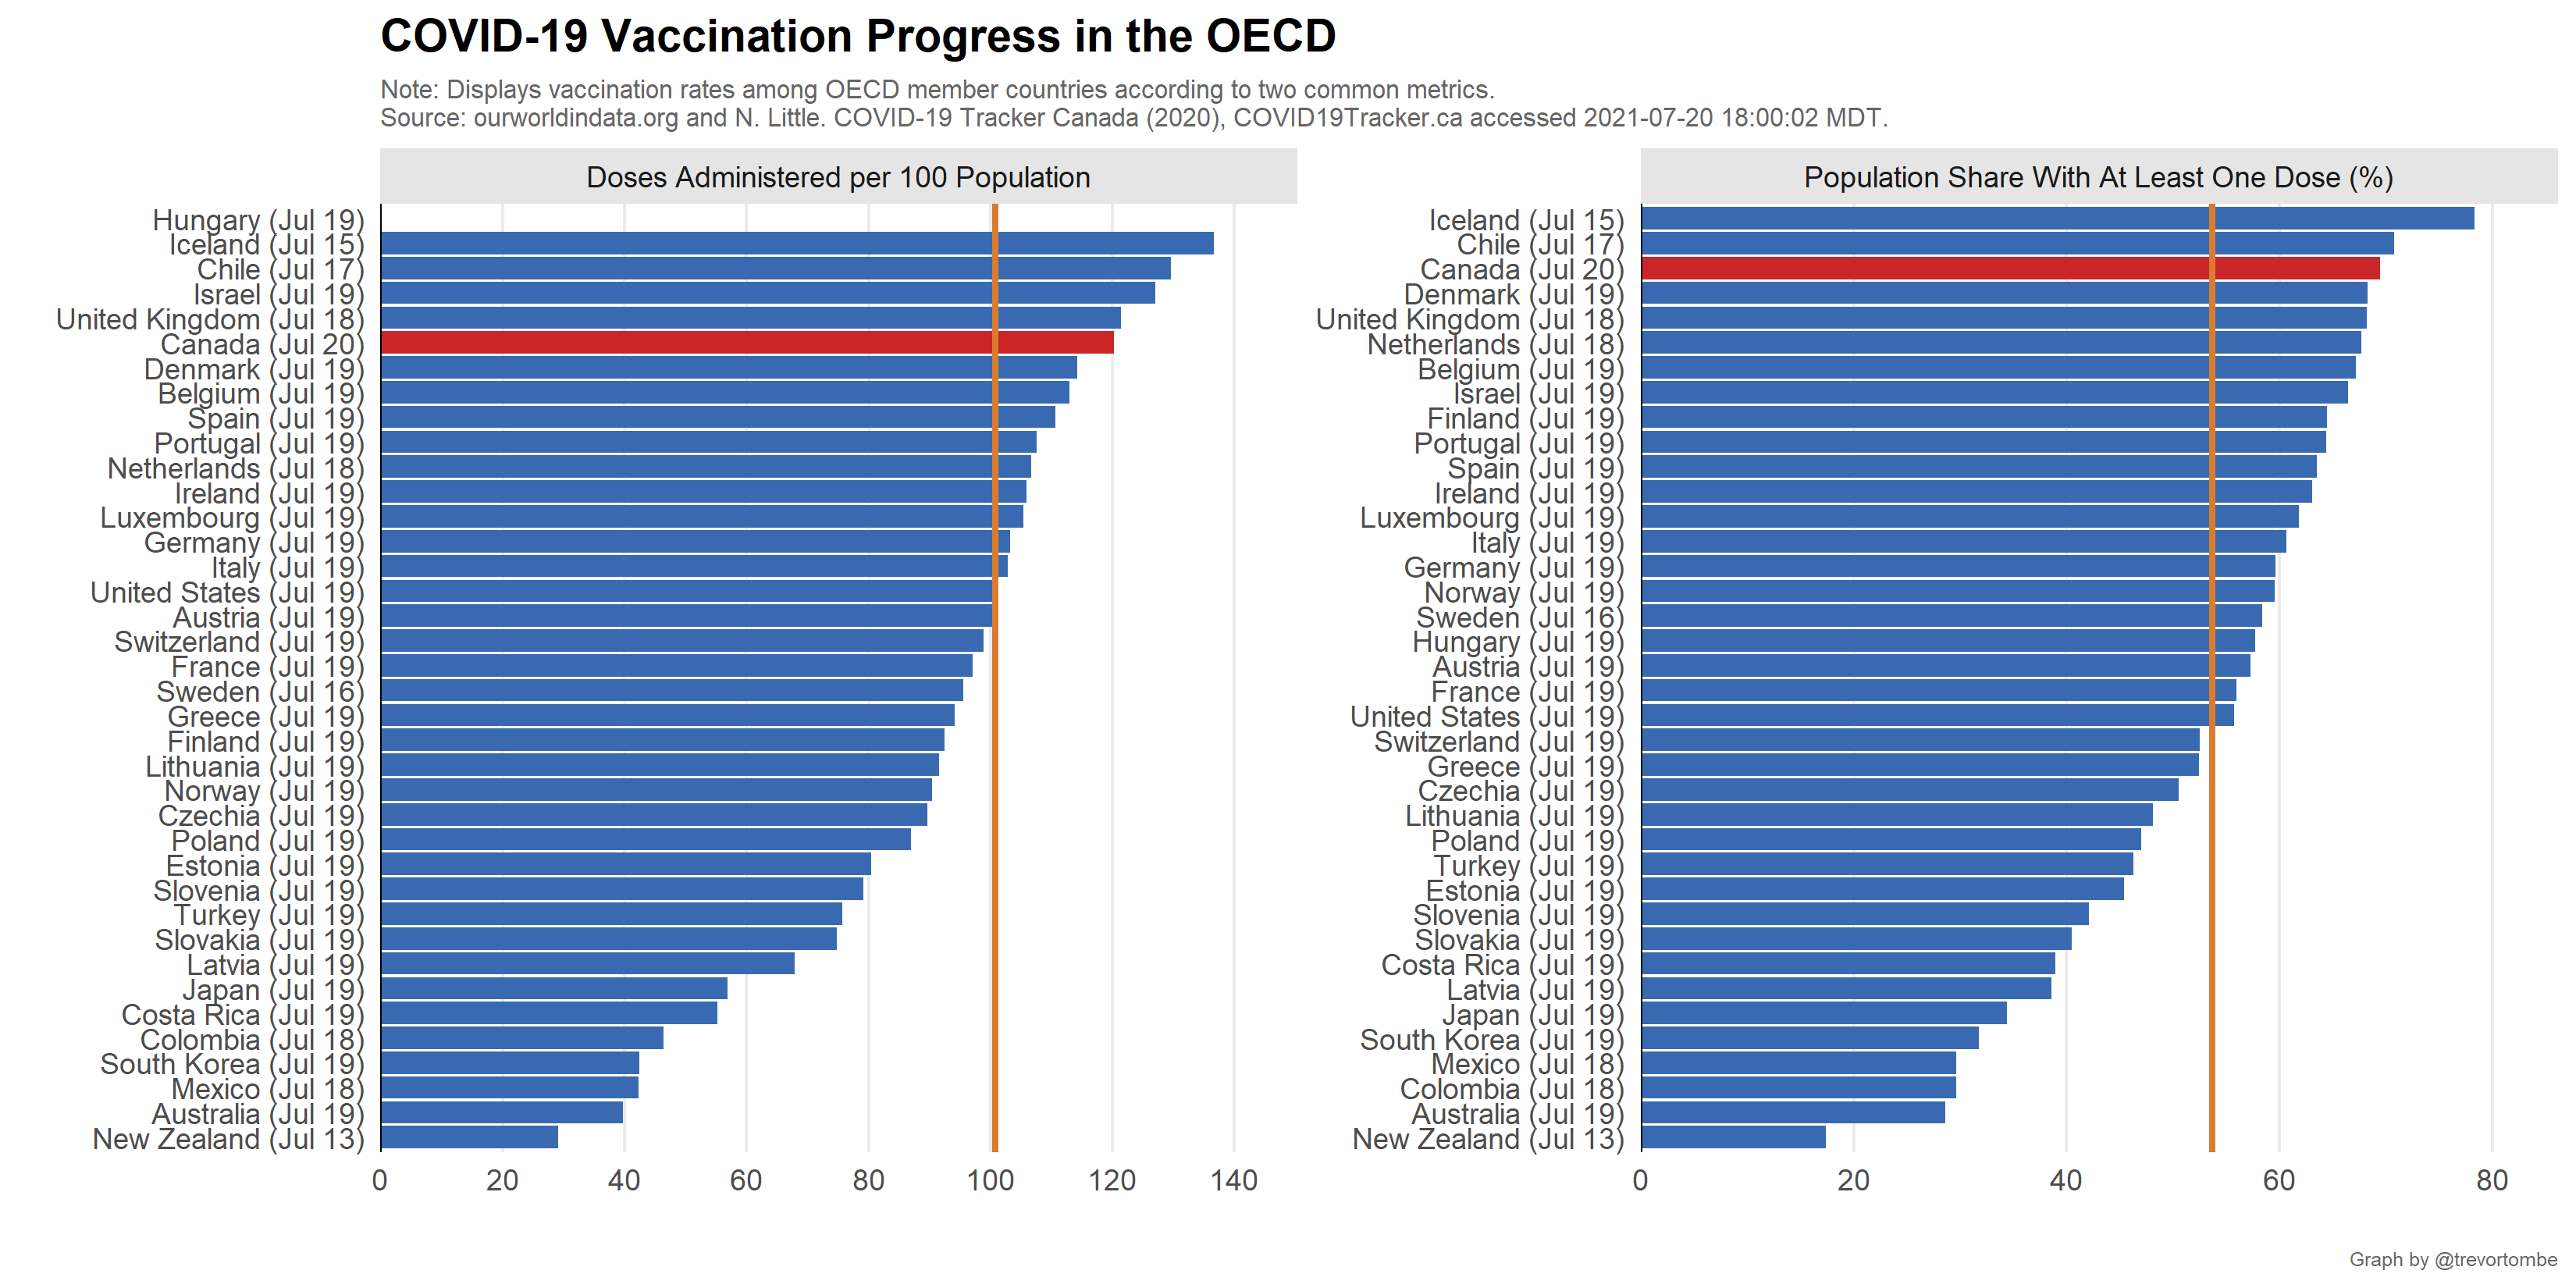 COVID-19 Vaccination Progress in the OECD
Note: Displays vaccination rates among OECD member countries according to two common metrics.
Source: ourworldindata.org and N. Little. COVID-19 Tracker Canada (2020), COVID19Tracker.ca accessed 2021-07-20 18:00:02 MDT.
Doses Administered per 100 Population
Hungary (Jul 19)
Iceland (Jul 15)
Chile (Jul 17)
Israel (Jul 19)
United Kingdom (Jul 18)
Canada (Jul 20)
Denmark (Jul 19)
Belgium (Jul 19)
Spain (Jul 19)
Portugal (Jul 19)
Netherlands (Jul 18)
Ireland (Jul 19)
Luxembourg (Jul 19)
Germany (Jul 19)
Italy (Jul 19)
United States (Jul 19)
Austria (Jul 19)
Switzerland (Jul 19)
France (Jul 19)
Sweden (Jul 16)
Greece (Jul 19)
Finland (Jul 19)
Lithuania (Jul 19)
Norway (Jul 19)
Czechia (Jul 19)
Poland (Jul 19)
Estonia (Jul 19)
Slovenia (Jul 19)
Turkey (Jul 19)
Slovakia (Jul 19)
Latvia (Jul 19)
Japan (Jul 19)
Costa Rica (Jul 19)
Colombia (Jul 18)
South Korea (Jul 19)
Mexico (Jul 18)
Australia (Jul 19)
New Zealand (Jul 13)
0 20 40 60 80 100 120 140
Population Share With At Least One Dose (%)
Iceland (Jul 15)
Chile (Jul 17)
Canada (Jul 20)
Denmark (Jul 19)
United Kingdom (Jul 18)
Netherlands (Jul 18)
Belgium (Jul 19)
Israel (Jul 19)
Finland (Jul 19)
Portugal (Jul 19)
Spain (Jul 19)
Ireland (Jul 19)
Luxembourg (Jul 19)
Italy (Jul 19)
Germany (Jul 19)
Norway (Jul 19)
Sweden (Jul 16)
Hungary (Jul 19)
Austria (Jul 19)
France (Jul 19)
United States (Jul 19)
Switzerland (Jul 19)
Greece (Jul 19)
Czechia (Jul 19)
Lithuania (Jul 19)
Poland (Jul 19)
Turkey (Jul 19)
Estonia (Jul 19)
Slovenia (Jul 19)
Slovakia (Jul 19)
Costa Rica (Jul 19)
Latvia (Jul 19)
Japan (Jul 19)
South Korea (Jul 19)
Mexico (Jul 18)
Colombia (Jul 18)
Australia (Jul 19)
New Zealand (Jul 13)
0 20 40 60 80
Graph by @trevortombe